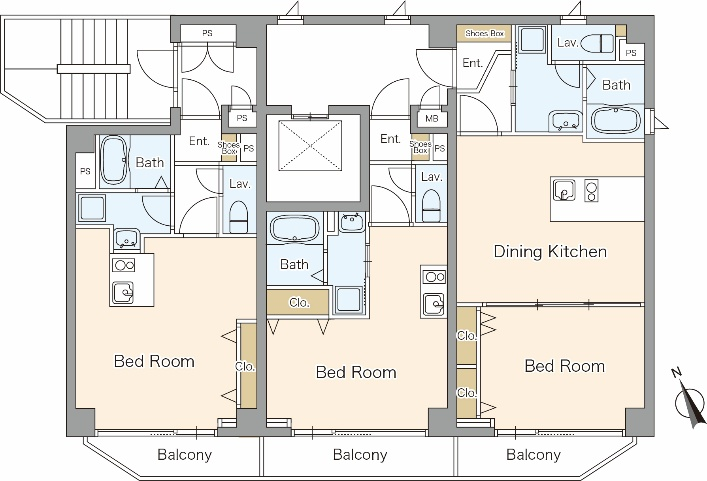 PS
Shoes Box
Lav.
PS
Ent.
Bath
PS
MB
Ent.
Shoes
Box
PS
Ent.
Shoes
Box
PS
PS
Bath
Lav.
Lav.
Dining Kitchen
Bath
Clo.
Clo.
Bed Room
Clo.
Bed Room
Bed Room
Clo.
N
Balcony
Balcony
Balcony